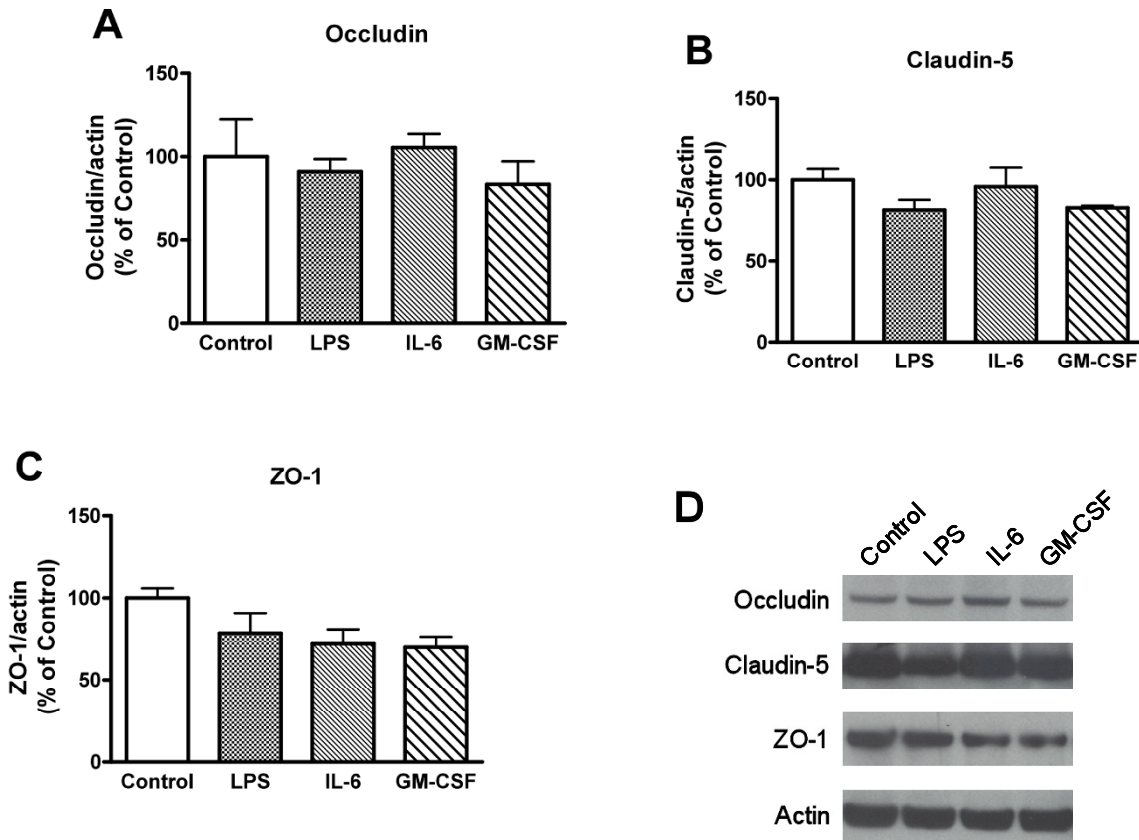 A
Occludin
Occludin/actin
(% of Control)
150
100
50
0
Control LPS IL-6 GM-CSF
B
Claudin-5
Claudin-5/actin
(% of Control)
150
100
50
0
Control LPS IL-6 GM-CSF
C
ZO-1
ZO-1/actin
(% of Control)
150
100
50
0
Control LPS IL-6 GM-CSF
D
Control LPS IL-6 GM-CSF
Occludin
Claudin-5
ZO-1
Actin